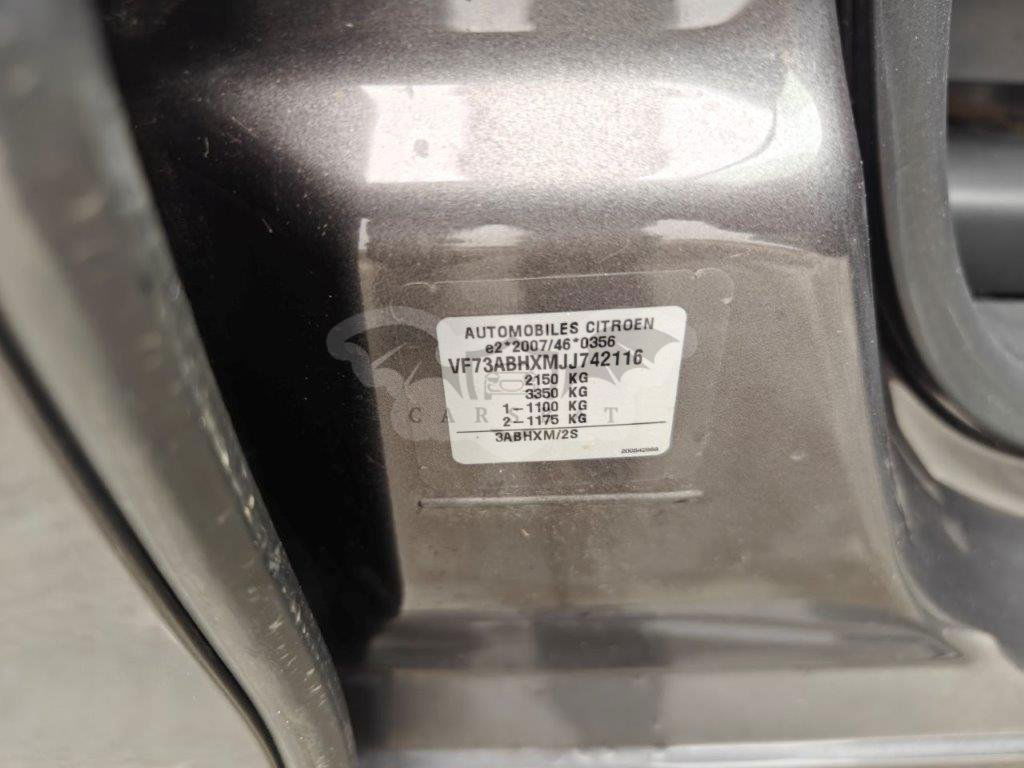 AUTOMOBILES CITROEN
e2*2007/46*0356
VF73ABHXMJJ742116
2150 KG
3350 KG
1-1100 KG
2-1175 KG
3ABHXM/2S